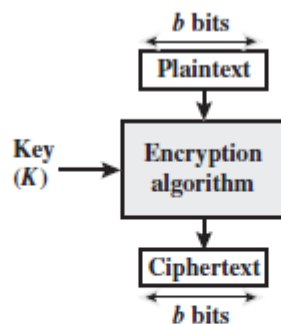 b bits
Plaintext
Key
(K)
Encryption
algorithm
Ciphertext
b bits